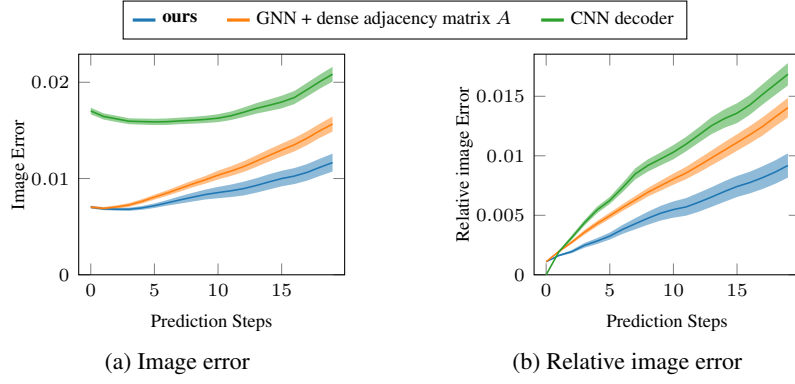 ours GNN + dense adjacency matrix A CNN decoder
0.02
0.01
0
0 5 10 15
Image Error
Prediction Steps
(a) Image error
0.015
0.01
0.005
0
0 5 10 15
Relative image Error
Prediction Steps
(b) Relative image error